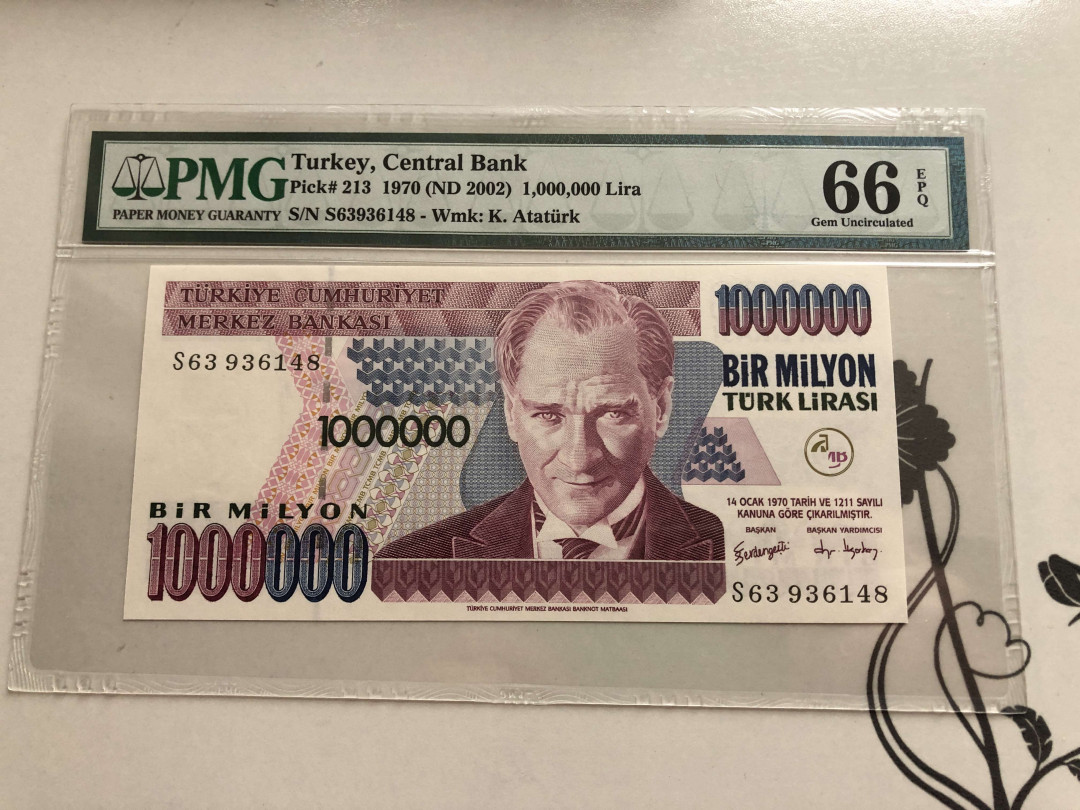 PMG
PAPER MONEY GUARANTY
Turkey, Central Bank
Pick# 213 1970 (ND 2002) 1,000,000 Lira
S/N S63936148 - Wmk: K. Atatürk
66
EPQ
Gem Uncirculated
TÜRKİYE CUMHURİYET
MERKEZ BANKASI
1000000
S63 936148
BİR MİLYON
TÜRK LİRASI
1000000
14 OCAK 1970 TARİH VE 1211 SAYILI
KANUNA GÖRE ÇIKARILMIŞTIR.
BAŞKAN BAŞKAN YARDIMCISI
BİR MİLYON
1000000
S63 936148
TÜRKİYE CUMHURİYET MERKEZ BANKASI BANKNOT MATBAASI